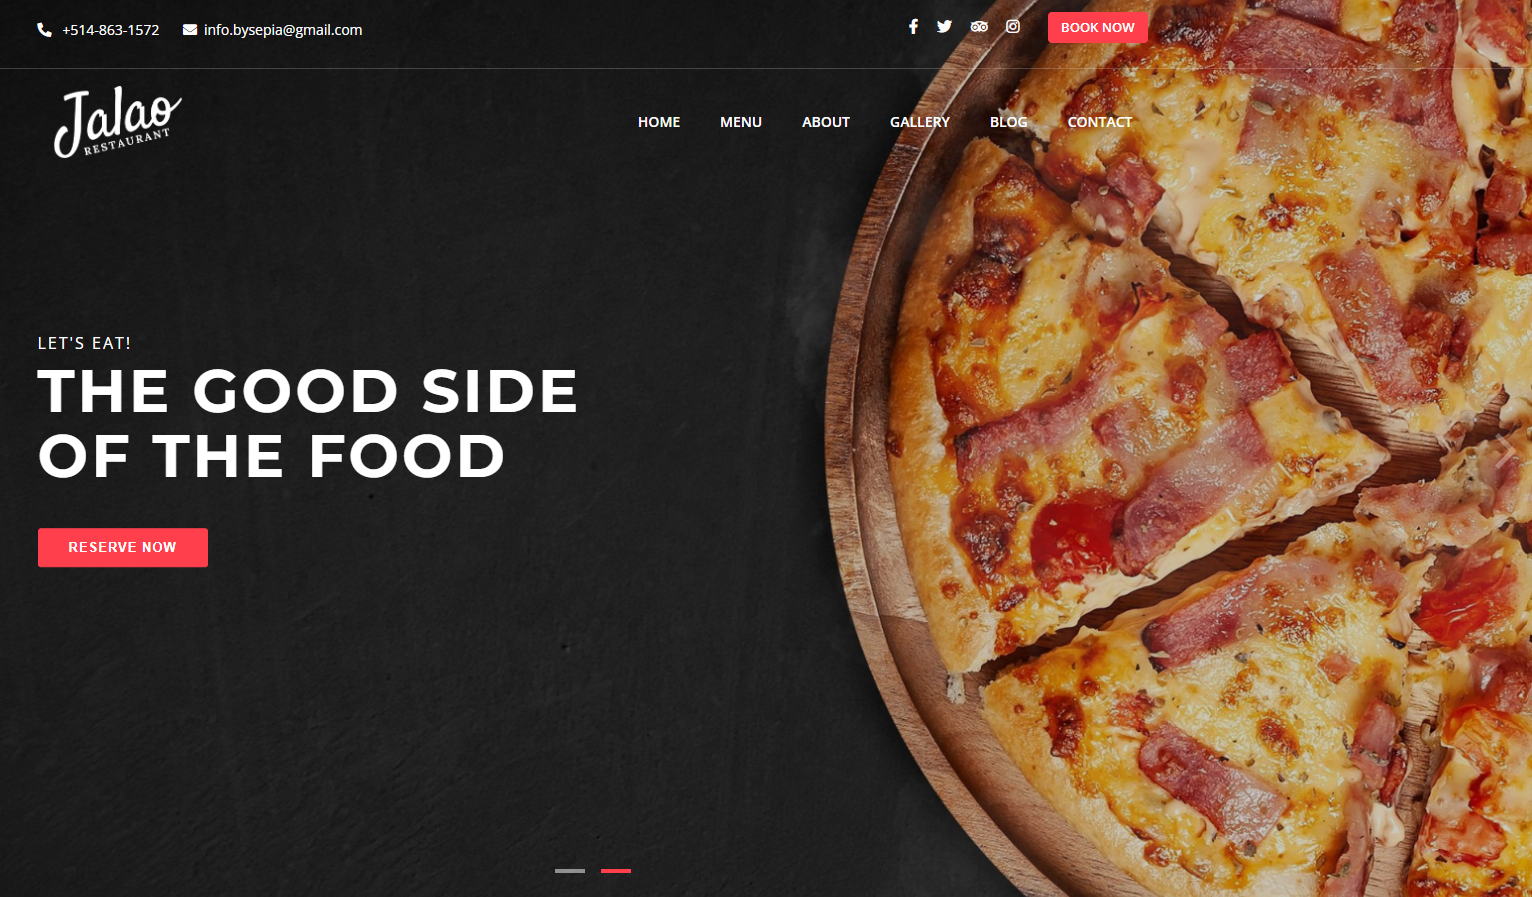 +514-863-1572 info.bysepia@gmail.com BOOK NOW
Jalao
RESTAURANT
HOME MENU ABOUT GALLERY BLOG CONTACT
LET'S EAT!
THE GOOD SIDE
OF THE FOOD
RESERVE NOW